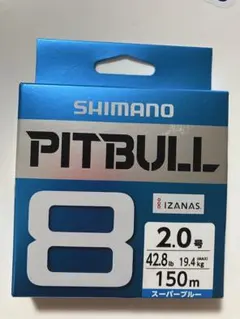 SHIMANO
PITBULL
8
IZANAS
2.0号
42.8lb 19.4kg (MAX)
150m
スーパーブルー